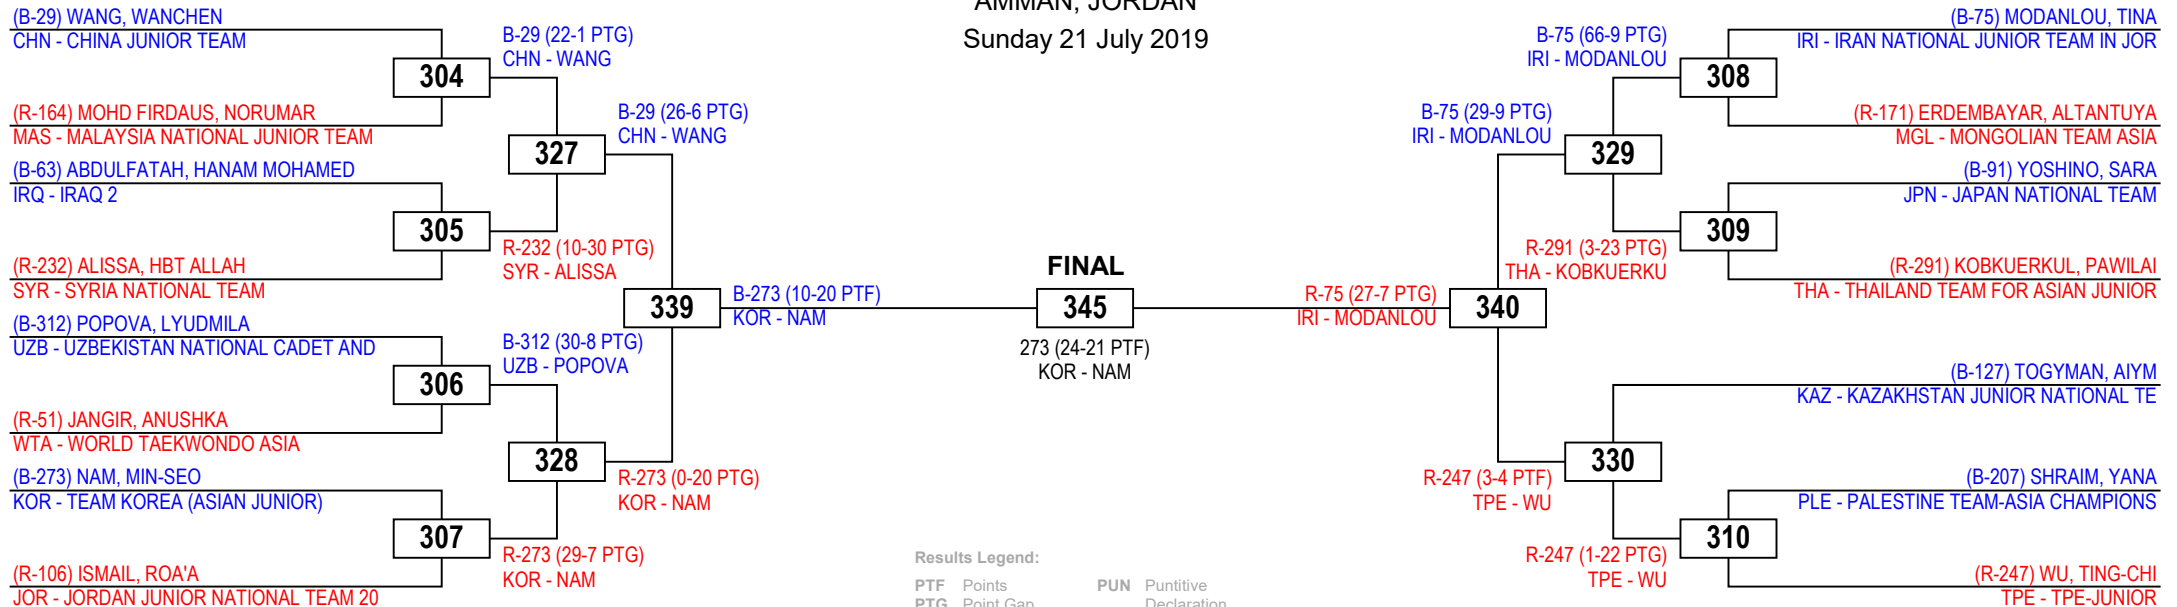 AMMAN, JORDAN
Sunday 21 July 2019
(B-29) WANG, WANCHEN
CHN - CHINA JUNIOR TEAM
304
(R-164) MOHD FIRDAUS, NORUMAR
MAS - MALAYSIA NATIONAL JUNIOR TEAM
(B-63) ABDULFATAH, HANAM MOHAMED
IRQ - IRAQ 2
305
(R-232) ALISSA, HBT ALLAH
SYR - SYRIA NATIONAL TEAM
(B-312) POPOVA, LYUDMILA
UZB - UZBEKISTAN NATIONAL CADET AND
306
(R-51) JANGIR, ANUSHKA
WTA - WORLD TAEKWONDO ASIA
(B-273) NAM, MIN-SEO
KOR - TEAM KOREA (ASIAN JUNIOR)
307
(R-106) ISMAIL, ROA'A
JOR - JORDAN JUNIOR NATIONAL TEAM 20
B-29 (22-1 PTG)
CHN - WANG
327
R-232 (10-30 PTG)
SYR - ALISSA
B-312 (30-8 PTG)
UZB - POPOVA
328
R-273 (29-7 PTG)
KOR - NAM
B-29 (26-6 PTG)
CHN - WANG
339
R-273 (0-20 PTG)
KOR - NAM
B-273 (10-20 PTF)
KOR - NAM
FINAL
345
273 (24-21 PTF)
KOR - NAM
R-75 (27-7 PTG)
IRI - MODANLOU
340
B-75 (29-9 PTG)
IRI - MODANLOU
R-247 (3-4 PTF)
TPE - WU
B-75 (66-9 PTG)
IRI - MODANLOU
329
R-291 (3-23 PTG)
THA - KOBKUERKU
330
R-247 (1-22 PTG)
TPE - WU
(B-75) MODANLOU, TINA
IRI - IRAN NATIONAL JUNIOR TEAM IN JOR
308
(R-171) ERDEMBAYAR, ALTANTUYA
MGL - MONGOLIAN TEAM ASIA
(B-91) YOSHINO, SARA
JPN - JAPAN NATIONAL TEAM
309
(R-291) KOBKUERKUL, PAWILAI
THA - THAILAND TEAM FOR ASIAN JUNIOR
(B-127) TOGYMAN, AIYM
KAZ - KAZAKHSTAN JUNIOR NATIONAL TE
(B-207) SHRAIM, YANA
PLE - PALESTINE TEAM-ASIA CHAMPIONS
310
(R-247) WU, TING-CHI
TPE - TPE-JUNIOR
Results Legend:
PTF Points PUN Puntitive
PTG Point Gap Declaration